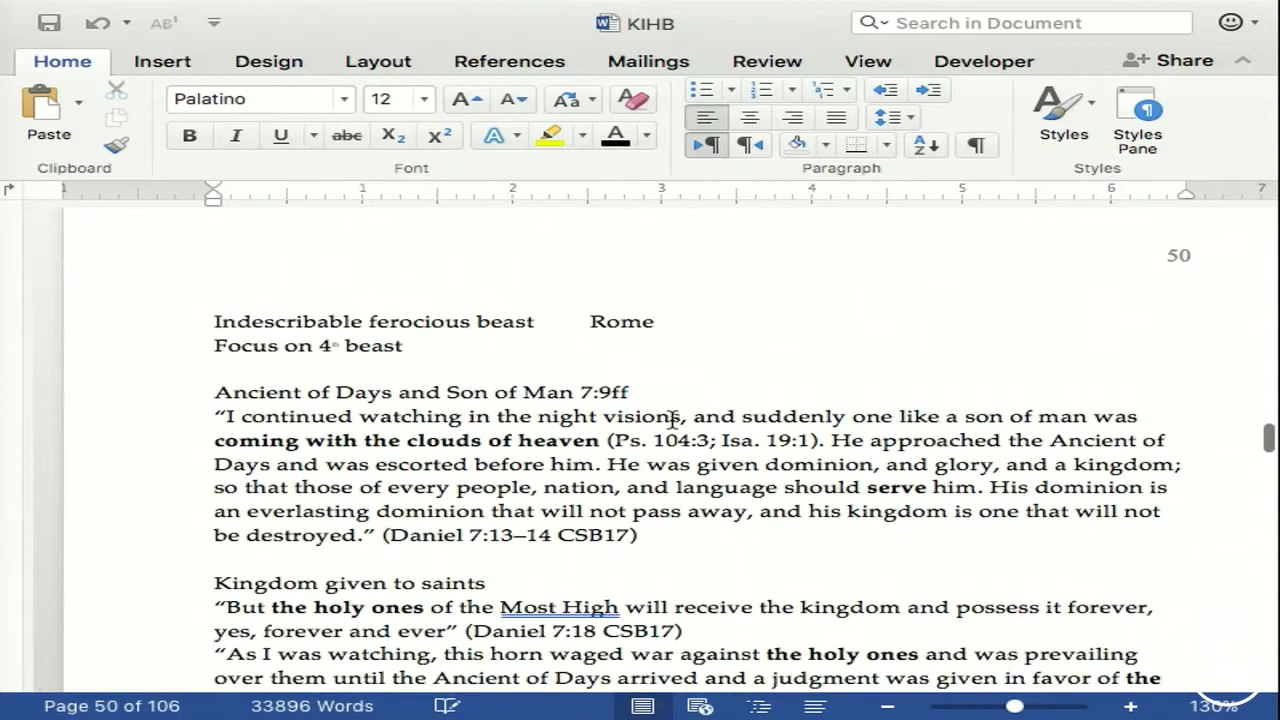 KIHB
Search in Document
Home Insert Design Layout References Mailings Review View Developer Share
Paste
Palatino 12
Styles
Styles Pane
Clipboard Font Paragraph Styles
1 1 2 3 4 5 6 7
50
Indescribable ferocious beast Rome
Focus on 4th beast
Ancient of Days and Son of Man 7:9ff
“I continued watching in the night visions, and suddenly one like a son of man was
coming with the clouds of heaven (Ps. 104:3; Isa. 19:1). He approached the Ancient of
Days and was escorted before him. He was given dominion, and glory, and a kingdom;
so that those of every people, nation, and language should serve him. His dominion is
an everlasting dominion that will not pass away, and his kingdom is one that will not
be destroyed.” (Daniel 7:13–14 CSB17)
Kingdom given to saints
“But the holy ones of the Most High will receive the kingdom and possess it forever,
yes, forever and ever” (Daniel 7:18 CSB17)
“As I was watching, this horn waged war against the holy ones and was prevailing
over them until the Ancient of Days arrived and a judgment was given in favor of the
Page 50 of 106 33896 Words 130%